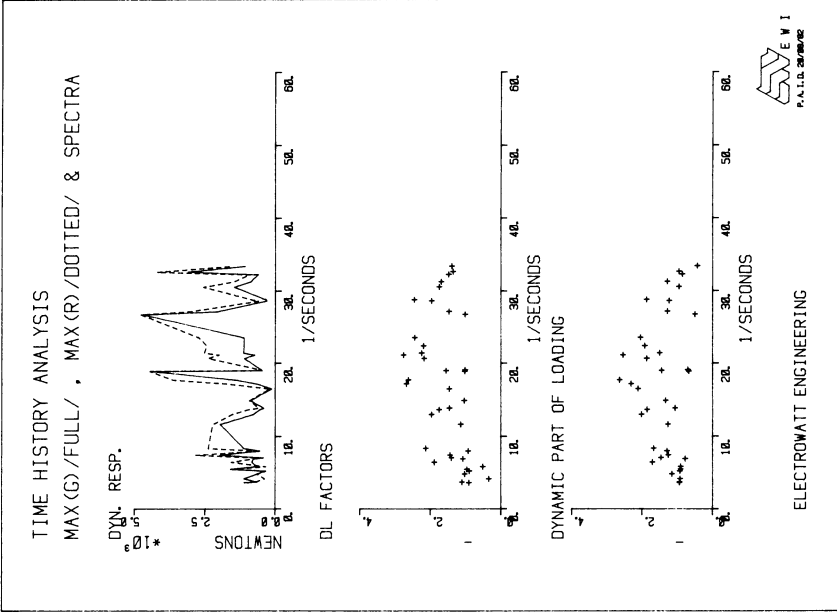 TIME HISTORY ANALYSIS
MAX(G)/FULL/ , MAX(R)/DOTTED/ & SPECTRA
DYN. RESP.
*10³
NEWTONS
5.
2.5
0.0
0. 10. 20. 30. 40. 50. 60.
1/SECONDS
DL FACTORS
4.
2.
0.
0. 10. 20. 30. 40. 50. 60.
1/SECONDS
DYNAMIC PART OF LOADING
4.
2.
0.
0. 10. 20. 30. 40. 50. 60.
1/SECONDS
ELECTROWATT ENGINEERING
EWI